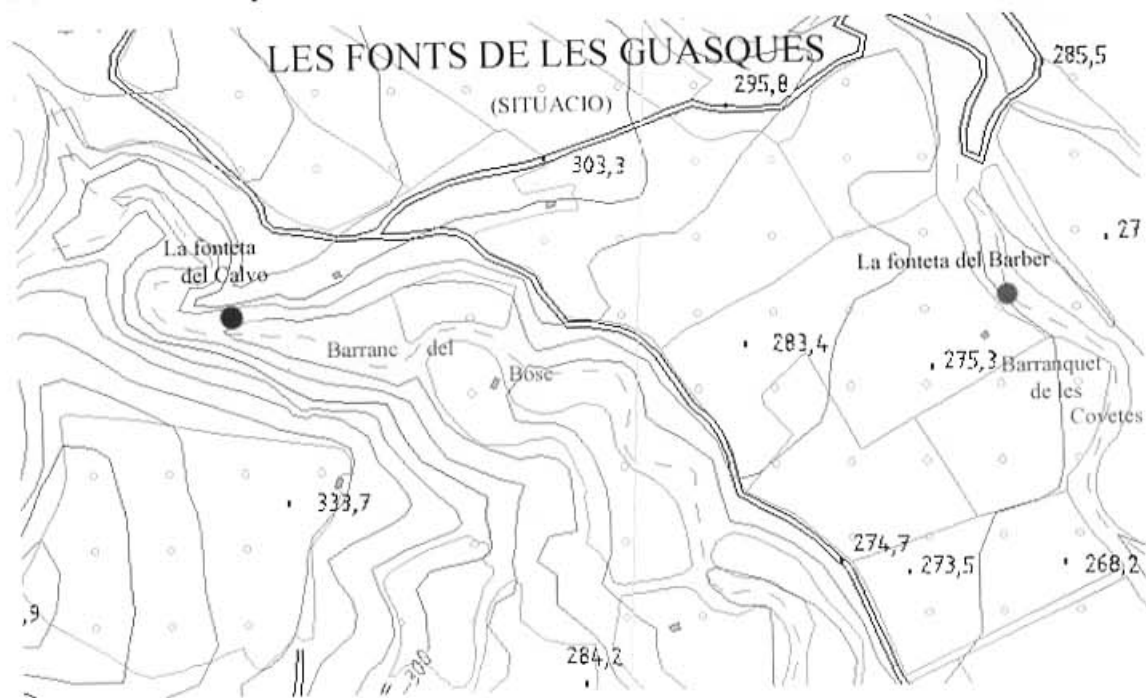 LES FONTS DE LES GUASQUES
(SITUACIO)
285,5
295,8
303,3
27
La fonteta
del Calvo
La fonteta del Barber
Barranc del
Bosc
283,4
275,3
Barranquet
de les
Covetes
333,7
274,7
273,5
268,2
,9
284,2
300